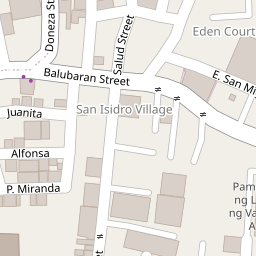 Doneza St
Salud Street
Eden Court
Balubaran Street
E. San Mi
San Isidro Village
Juanita
Alfonsa
P. Miranda
Pam
ng L
ng Va
A
et